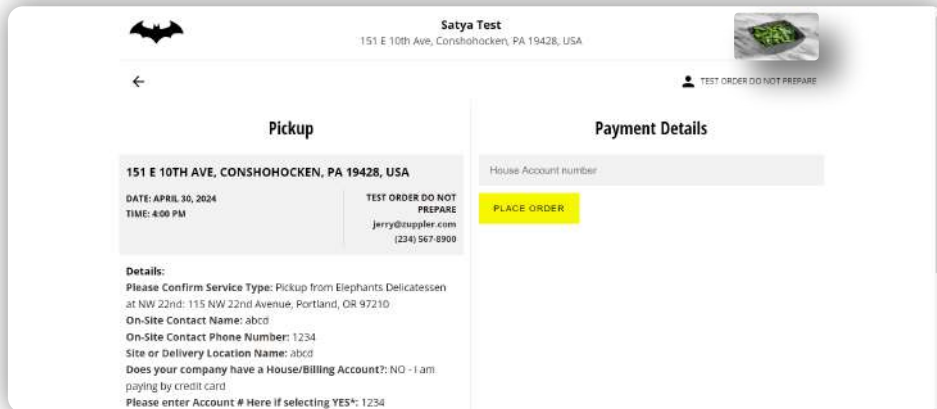 Satya Test
151 E 10th Ave, Conshohocken, PA 19428, USA
TEST ORDER DO NOT PREPARE
Pickup
151 E 10TH AVE, CONSHOHOCKEN, PA 19428, USA
DATE: APRIL 30, 2024
TIME: 4:00 PM
TEST ORDER DO NOT
PREPARE
jerry@zuppler.com
(234) 567-8900
Details:
Please Confirm Service Type: Pickup from Elephants Delicatessen
at NW 22nd: 115 NW 22nd Avenue, Portland, OR 97210
On-Site Contact Name: abcd
On-Site Contact Phone Number: 1234
Site or Delivery Location Name: abcd
Does your company have a House/Billing Account?: NO - I am
paying by credit card
Please enter Account # Here if selecting YES*: 1234
Payment Details
House Account number
PLACE ORDER